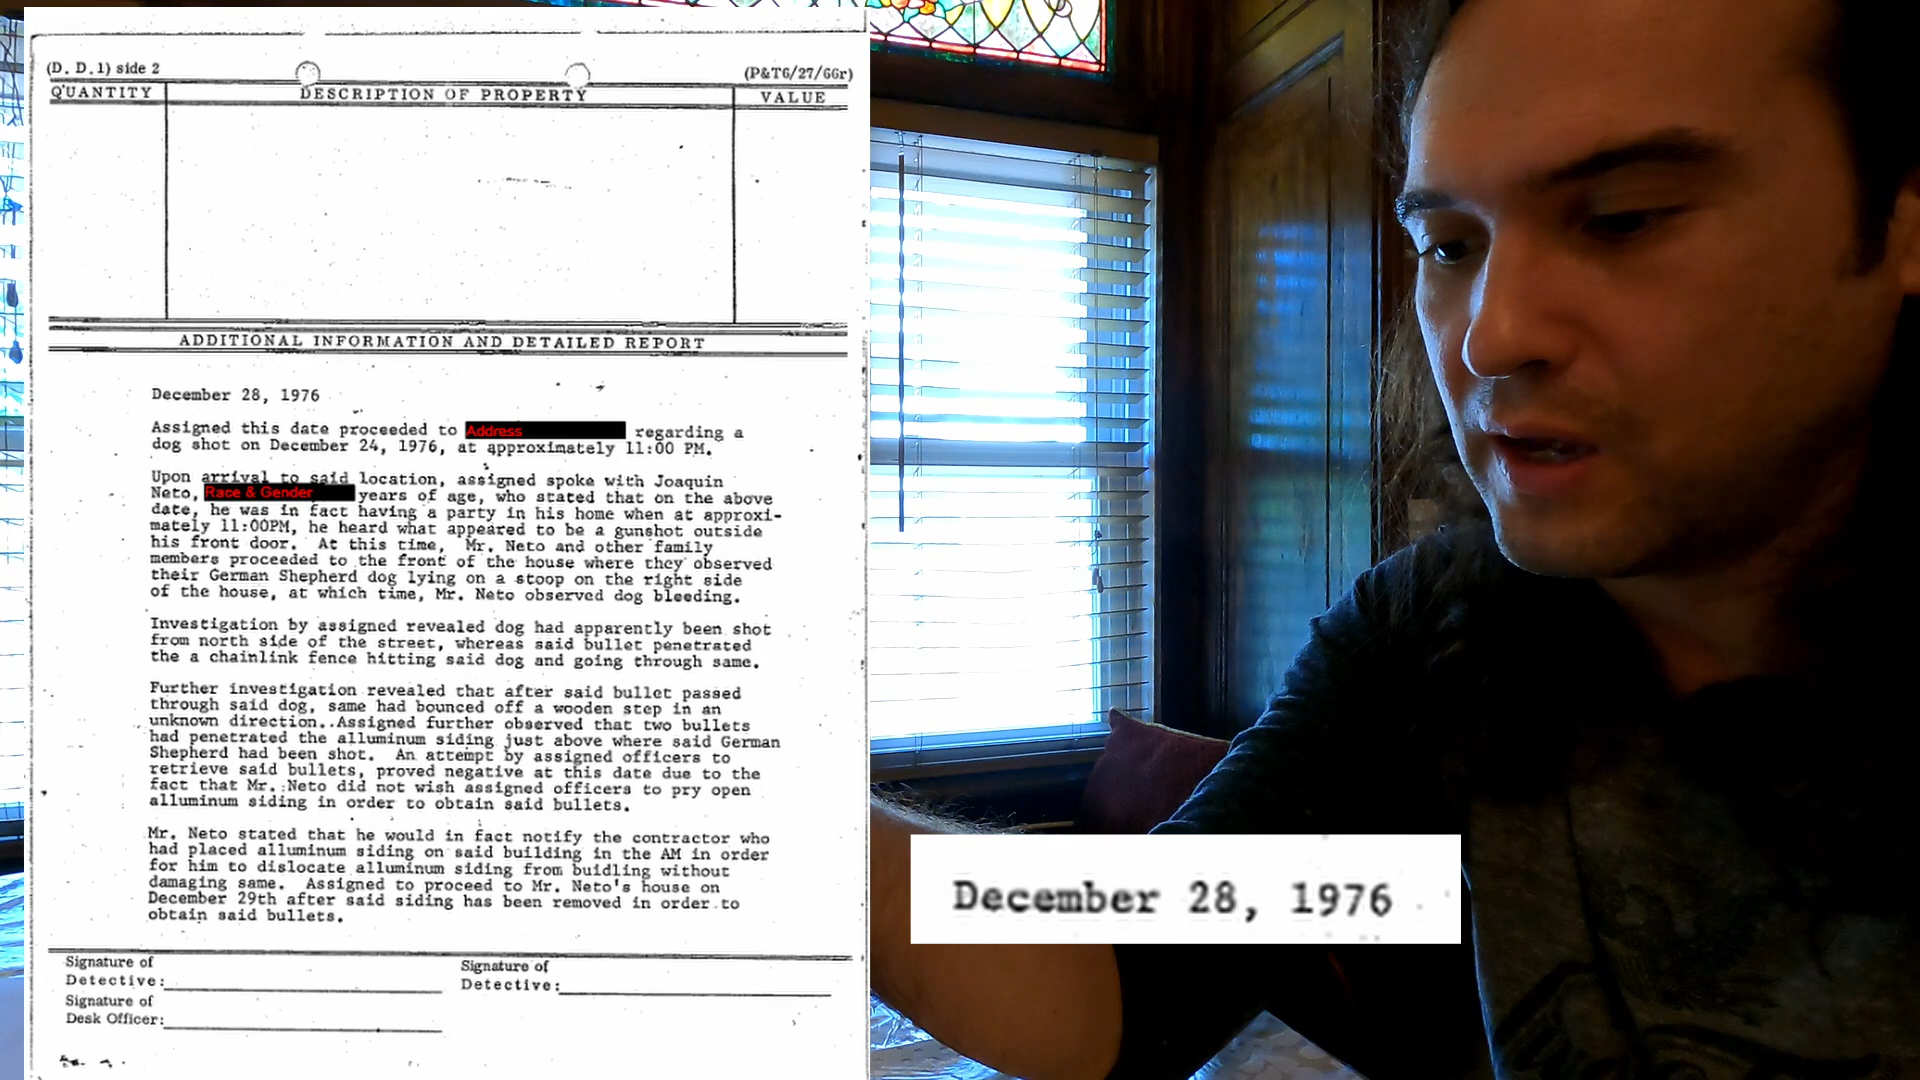 (D. D. 1) side 2
(P&T6/27/66r)
QUANTITY
DESCRIPTION OF PROPERTY
VALUE
ADDITIONAL INFORMATION AND DETAILED REPORT
December 28, 1976
Assigned this date proceeded to Address regarding a
dog shot on December 24, 1976, at approximately 11:00 PM.
Upon arrival to said location, assigned spoke with Joaquin
Neto, Race & Gender years of age, who stated that on the above
date, he was in fact having a party in his home when at approxi-
mately 11:00PM, he heard what appeared to be a gunshot outside
his front door. At this time, Mr. Neto and other family
members proceeded to the front of the house where they observed
their German Shepherd dog lying on a stoop on the right side
of the house, at which time, Mr. Neto observed dog bleeding.
Investigation by assigned revealed dog had apparently been shot
from north side of the street, whereas said bullet penetrated
the a chainlink fence hitting said dog and going through same.
Further investigation revealed that after said bullet passed
through said dog, same had bounced off a wooden step in an
unknown direction..Assigned further observed that two bullets
had penetrated the alluminum siding just above where said German
Shepherd had been shot. An attempt by assigned officers to
retrieve said bullets, proved negative at this date due to the
fact that Mr. Neto did not wish assigned officers to pry open
alluminum siding in order to obtain said bullets.
Mr. Neto stated that he would in fact notify the contractor who
had placed alluminum siding on said building in the AM in order
for him to dislocate alluminum siding from buidling without
damaging same. Assigned to proceed to Mr. Neto's house on
December 29th after said siding has been removed in order to
obtain said bullets.
Signature of
Detective:
Signature of
Detective:
Signature of
Desk Officer:
December 28, 1976